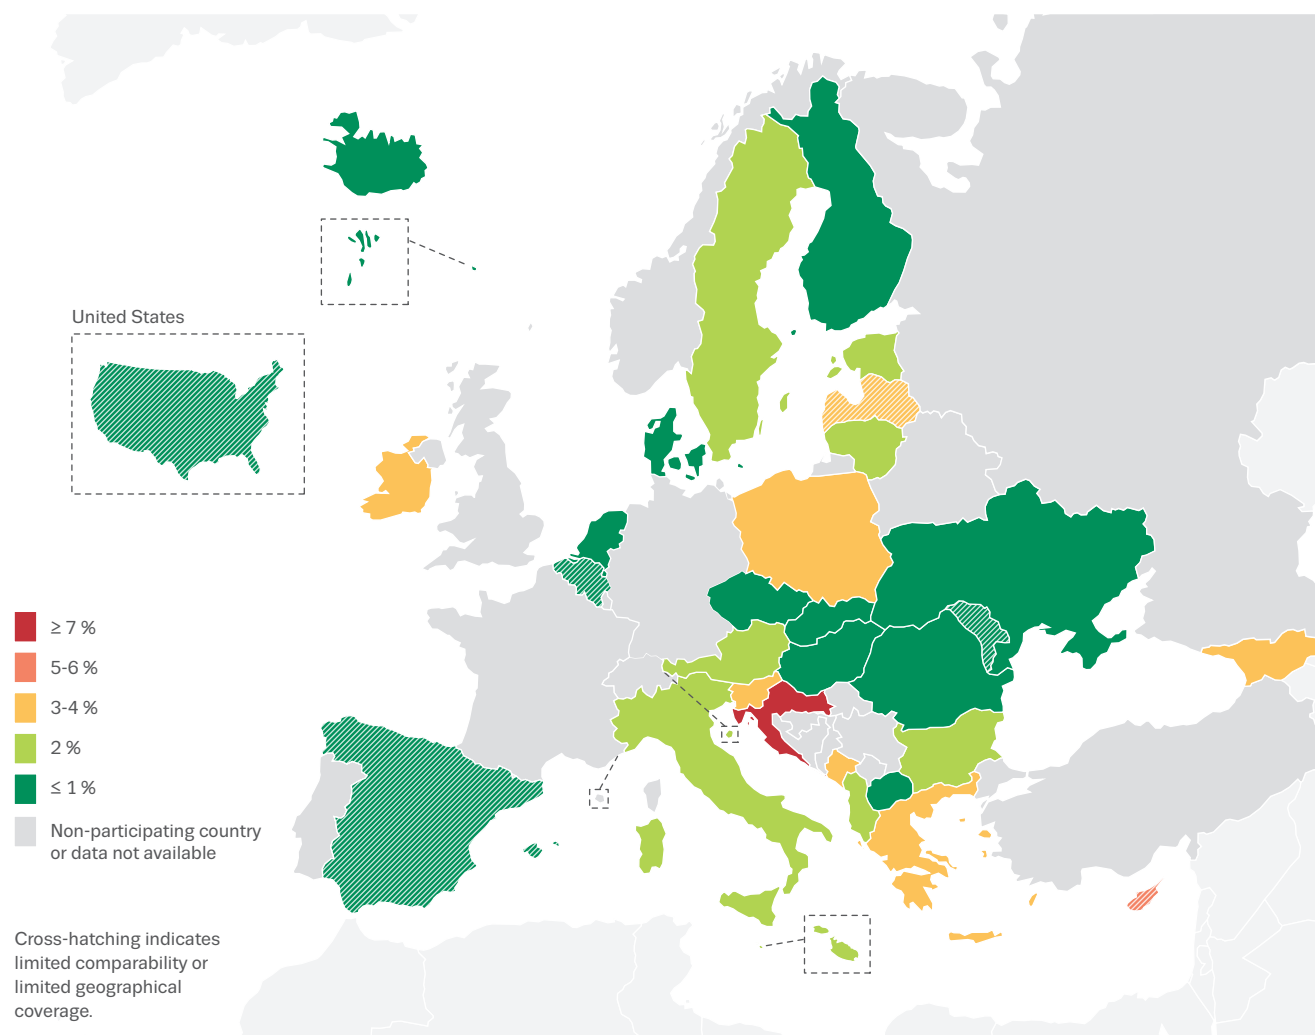 United States
≥ 7 %
5-6 %
3-4 %
2 %
≤ 1 %
Non-participating country
or data not available
Cross-hatching indicates
limited comparability or
limited geographical
coverage.